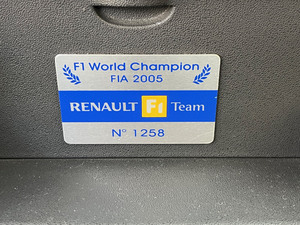 F1 World Champion
FIA 2005
RENAULT F1 Team
N° 1258